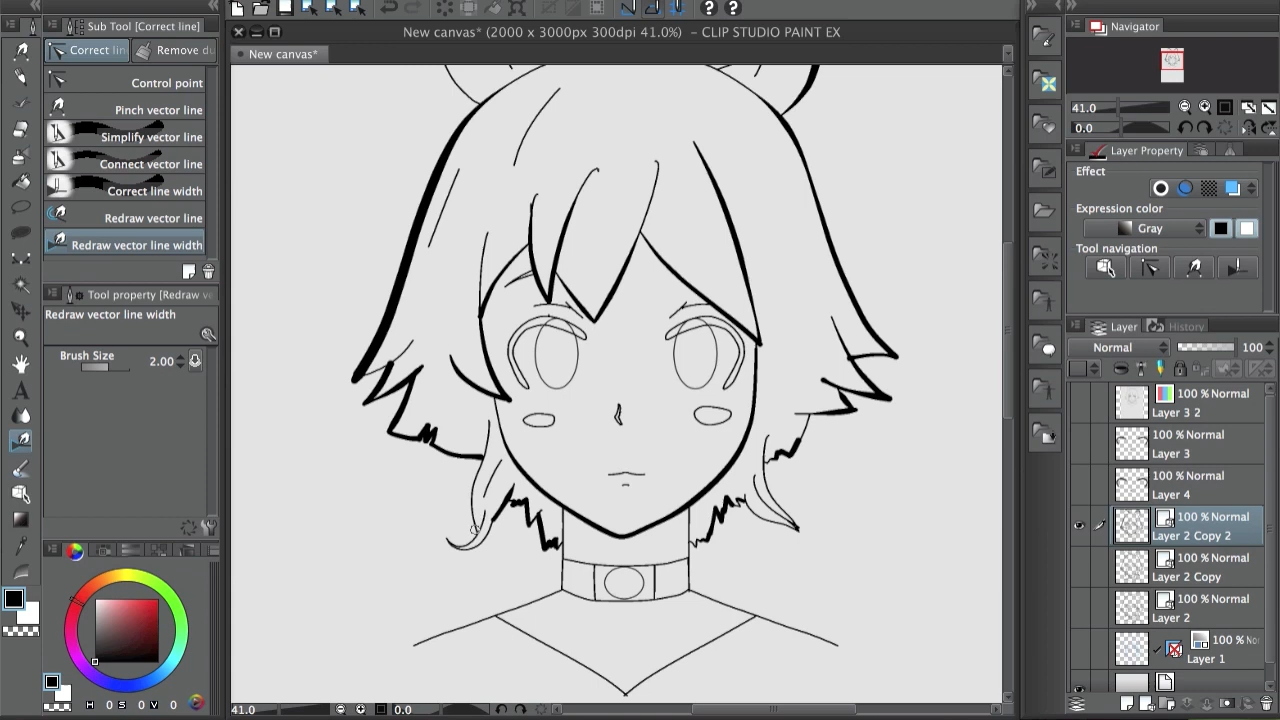 Sub Tool [Correct line]
New canvas* (2000 x 3000px 300dpi 41.0%) - CLIP STUDIO PAINT EX
Navigator
Correct lin
Remove du
New canvas*
Control point
Pinch vector line
Simplify vector line
Connect vector line
Correct line width
Redraw vector line
Redraw vector line width
Tool property [Redraw ve
Redraw vector line width
Brush Size
2.00
H 0 S 0 V 0
41.0
0.0
41.0
0.0
Layer Property
Effect
Expression color
Gray
Tool navigation
Layer
History
Normal
100
100 % Normal
Layer 3 2
100 % Normal
Layer 3
100 % Normal
Layer 4
100 % Normal
Layer 2 Copy 2
100 % Normal
Layer 2 Copy
100 % Normal
Layer 2
100 % No
Layer 1